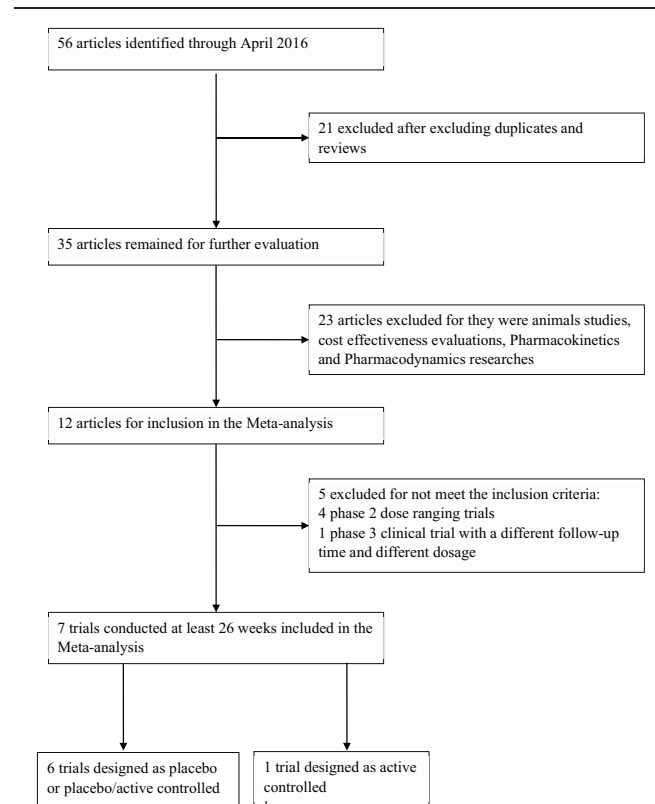 56 articles identified through April 2016
21 excluded after excluding duplicates and
reviews
35 articles remained for further evaluation
23 articles excluded for they were animals studies,
cost effectiveness evaluations, Pharmacokinetics
and Pharmacodynamics researches
12 articles for inclusion in the Meta-analysis
5 excluded for not meet the inclusion criteria:
4 phase 2 dose ranging trials
1 phase 3 clinical trial with a different follow-up
time and different dosage
7 trials conducted at least 26 weeks included in the
Meta-analysis
6 trials designed as placebo
or placebo/active controlled
1 trial designed as active
controlled